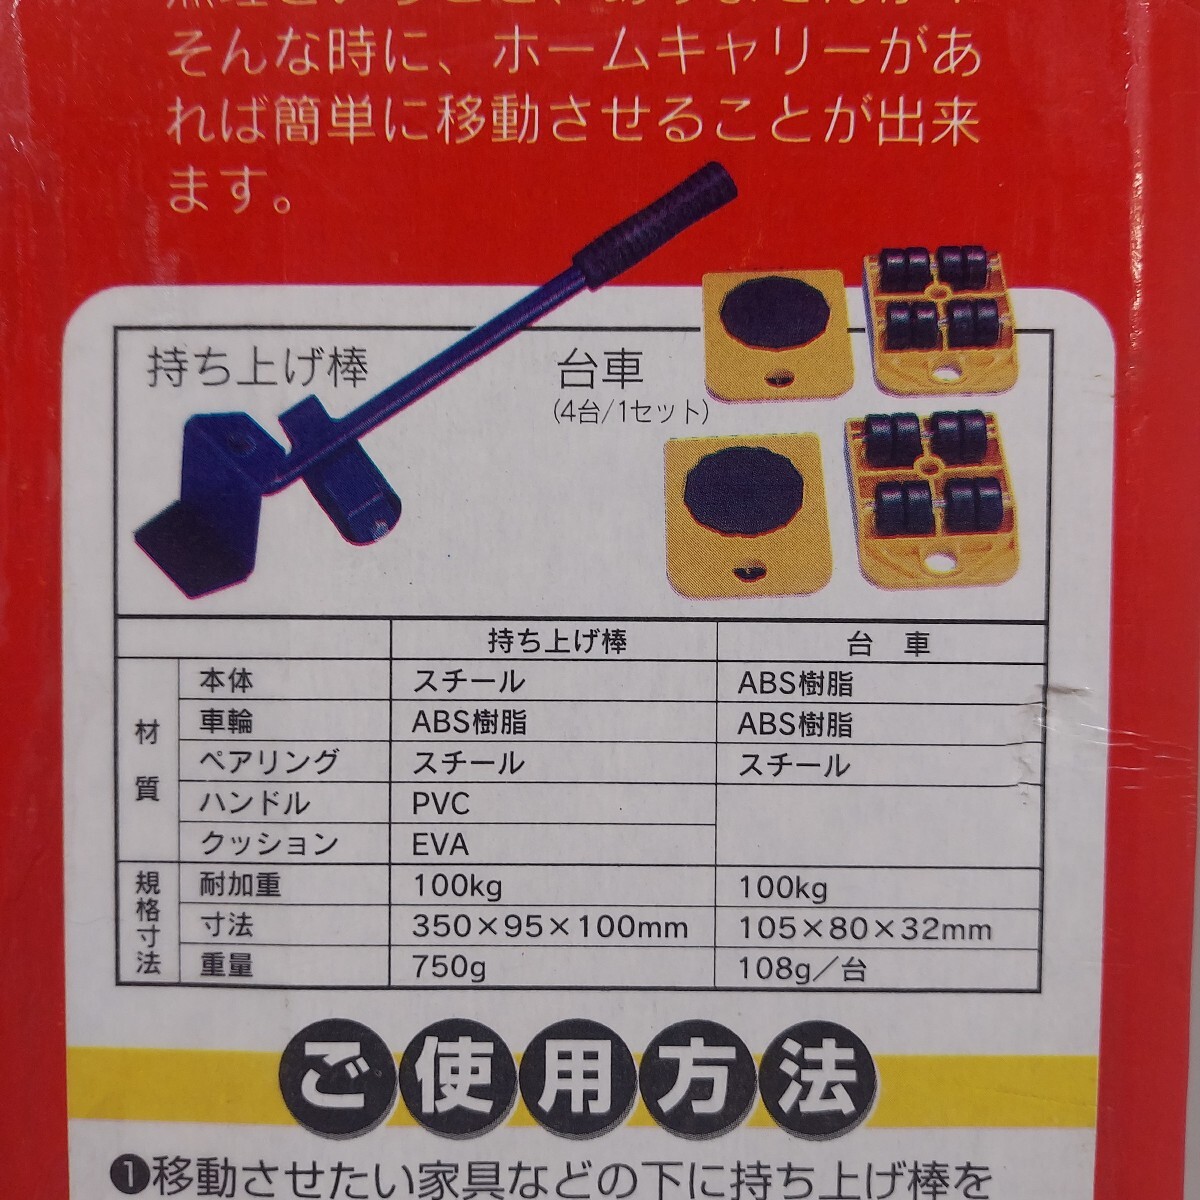 そんな時に、ホームキャリーがあ
れば簡単に移動させることが出来
ます。
持ち上げ棒
台車
(4台/1セット)
持ち上げ棒 台 車
材質
本体 スチール ABS樹脂
車輪 ABS樹脂 ABS樹脂
ペアリング スチール スチール
ハンドル PVC
クッション EVA
規格寸法
耐加重 100kg 100kg
寸法 350×95×100mm 105×80×32mm
重量 750g 108g／台
ご使用方法
❶移動させたい家具などの下に持ち上げ棒を